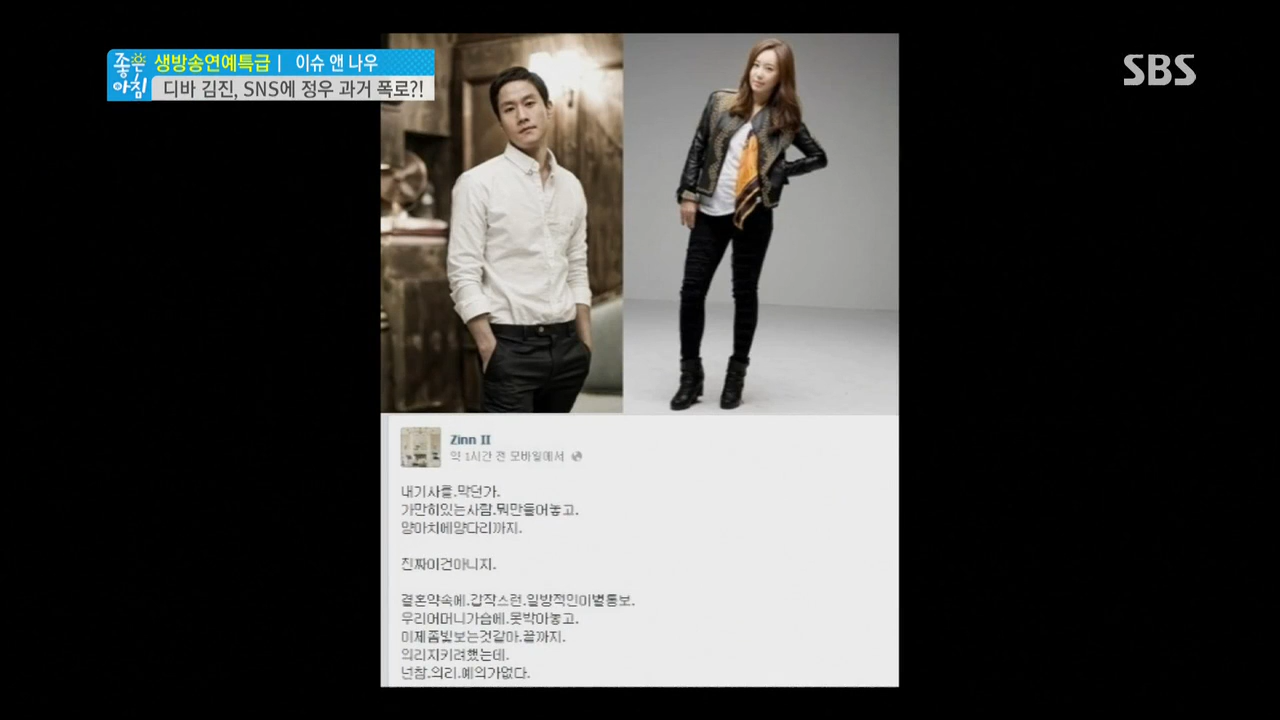 좋은 아침
생방송연예특급 | 이슈 앤 나우
디바 김진, SNS에 정우 과거 폭로?!
SBS
Zinn II
약 1시간 전 모바일에서
내기사를.막던가.
가만히있는사람.뭐만들어놓고.
양아치에양다리까지.
진짜이건아니지.
결혼약속에.갑작스런.일방적인이별통보.
우리어머니가슴에.못박아놓고.
이제좀빛보는것같아.끝까지.
의리지키려했는데.
넌참.의리.예의가없다.